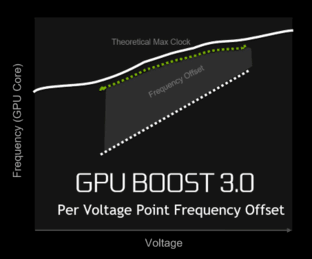 Theoretical Max Clock
Frequency Offset
Frequency (GPU Core)
GPU BOOST 3.0
Per Voltage Point Frequency Offset
Voltage